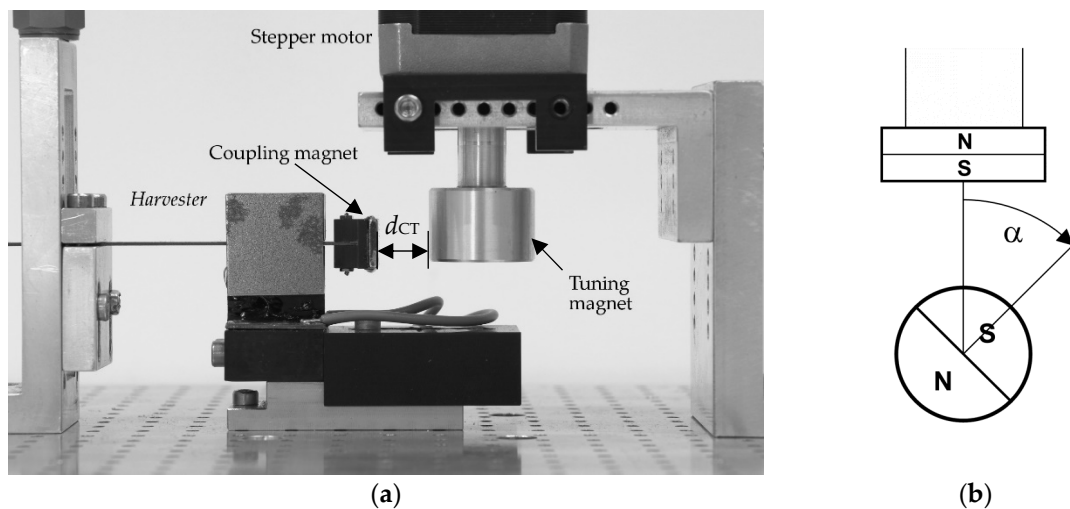 Stepper motor
Coupling magnet
Harvester
dCT
Tuning
magnet
N
S
α
S
N
(a)
(b)